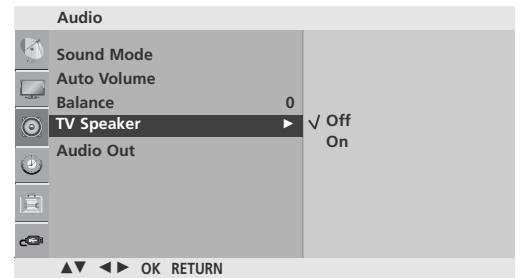 Audio
Sound Mode
Auto Volume
Balance 0
TV Speaker ► √ Off
On
Audio Out
▲▼ ◄► OK RETURN